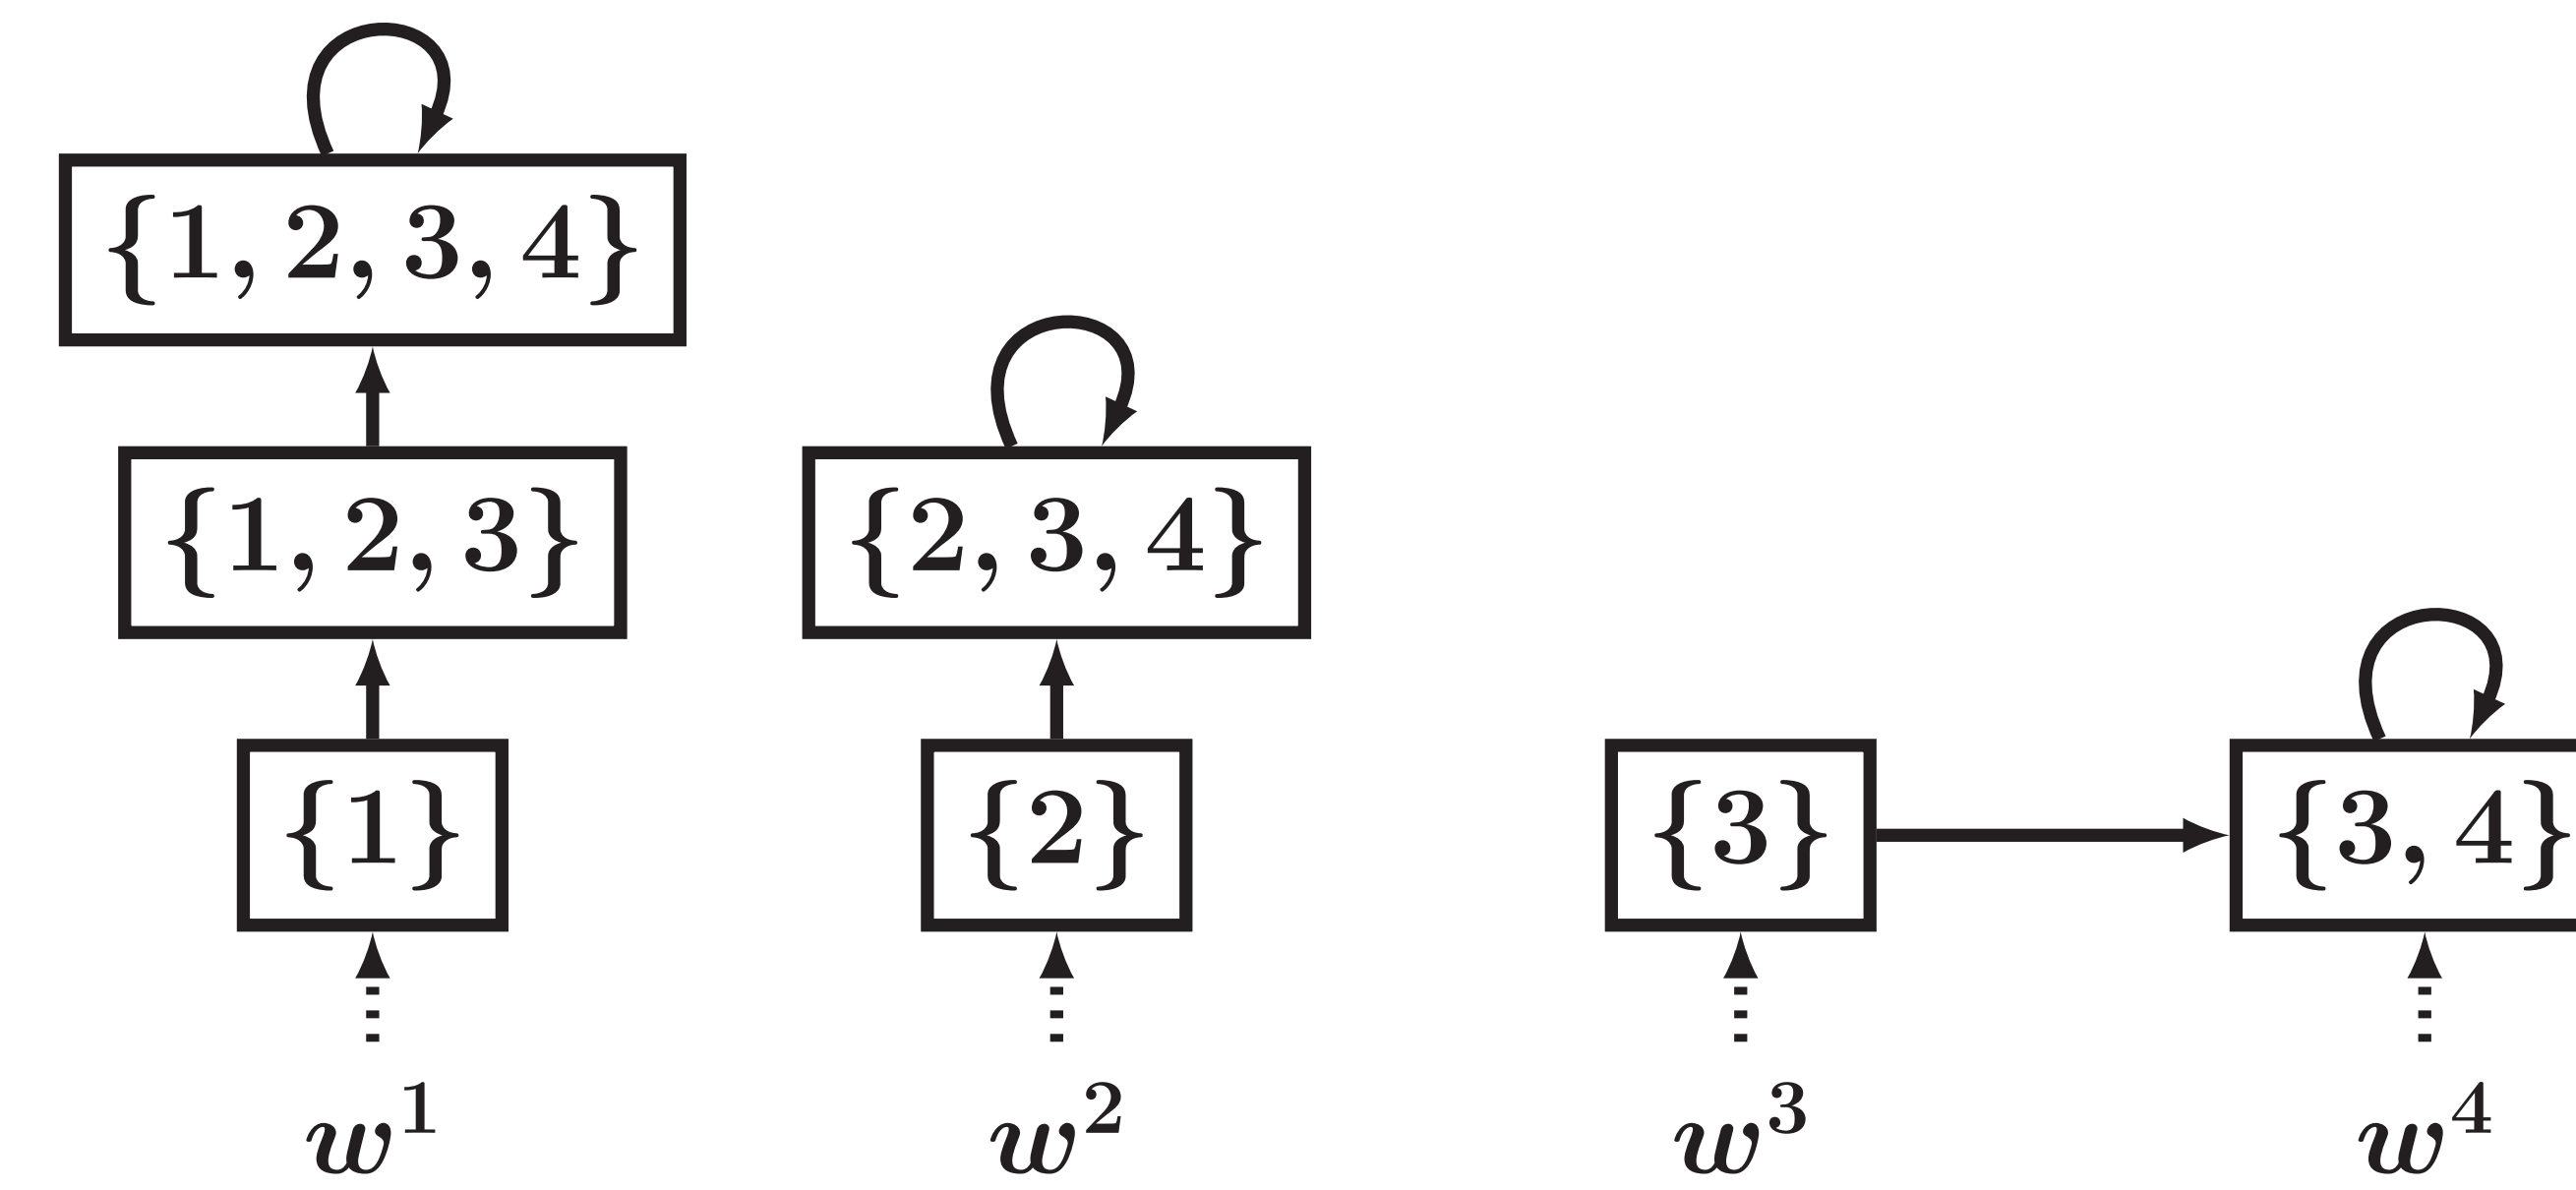 {1, 2, 3, 4}
{1, 2, 3} {2, 3, 4}
{1} {2} {3} {3, 4}
w^1 w^2 w^3 w^4